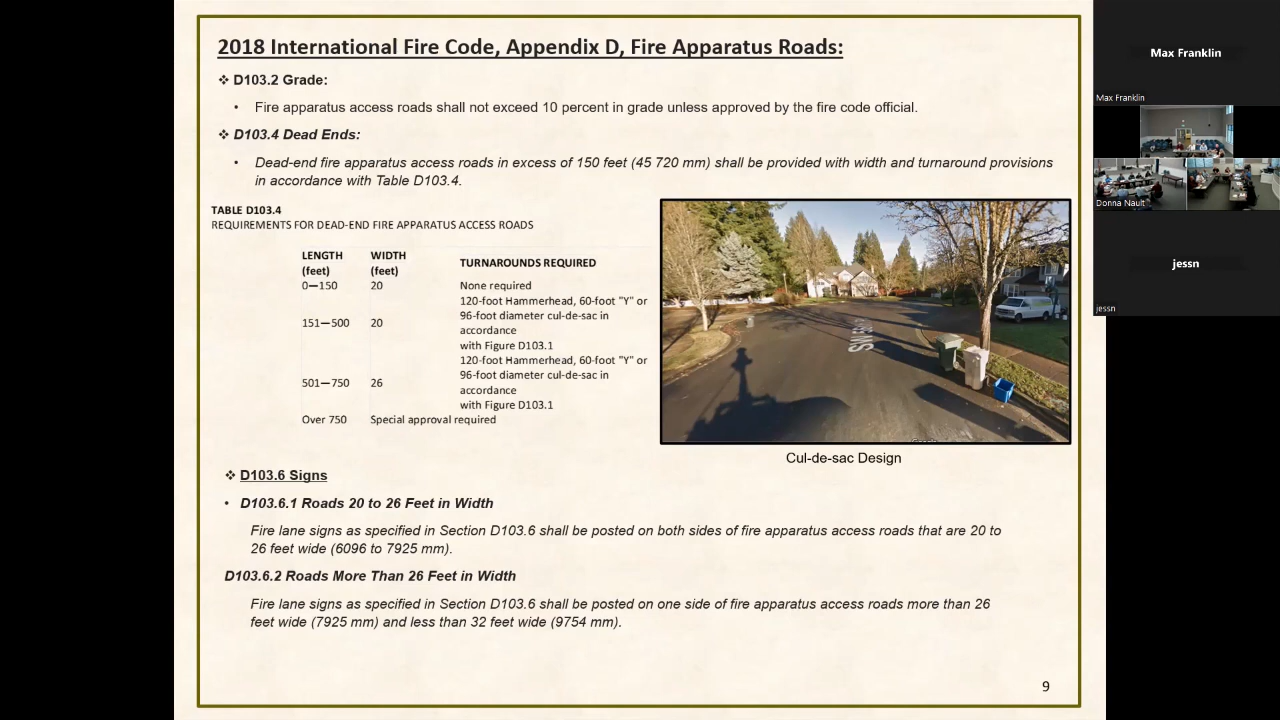 2018 International Fire Code, Appendix D, Fire Apparatus Roads:
❖ D103.2 Grade:
• Fire apparatus access roads shall not exceed 10 percent in grade unless approved by the fire code official.
❖ D103.4 Dead Ends:
• Dead-end fire apparatus access roads in excess of 150 feet (45 720 mm) shall be provided with width and turnaround provisions
in accordance with Table D103.4.
TABLE D103.4
REQUIREMENTS FOR DEAD-END FIRE APPARATUS ACCESS ROADS
LENGTH (feet) WIDTH (feet) TURNAROUNDS REQUIRED
0—150 20 None required
120-foot Hammerhead, 60-foot "Y" or
151—500 20 96-foot diameter cul-de-sac in
accordance
with Figure D103.1
120-foot Hammerhead, 60-foot "Y" or
501—750 26 96-foot diameter cul-de-sac in
accordance
with Figure D103.1
Over 750 Special approval required
Cul-de-sac Design
❖ D103.6 Signs
• D103.6.1 Roads 20 to 26 Feet in Width
Fire lane signs as specified in Section D103.6 shall be posted on both sides of fire apparatus access roads that are 20 to
26 feet wide (6096 to 7925 mm).
D103.6.2 Roads More Than 26 Feet in Width
Fire lane signs as specified in Section D103.6 shall be posted on one side of fire apparatus access roads more than 26
feet wide (7925 mm) and less than 32 feet wide (9754 mm).
9
Max Franklin
Max Franklin
Donna Nault
jessn
jessn